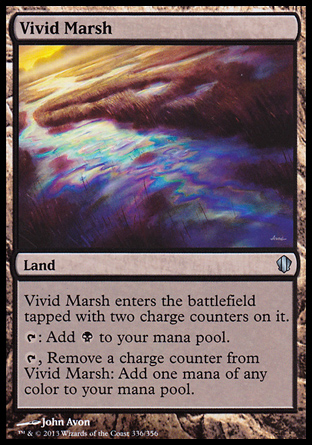 Vivid Marsh
Land
Vivid Marsh enters the battlefield
tapped with two charge counters on it.
: Add to your mana pool.
, Remove a charge counter from
Vivid Marsh: Add one mana of any
color to your mana pool.
John Avon
™ & © 2013 Wizards of the Coast 336/356